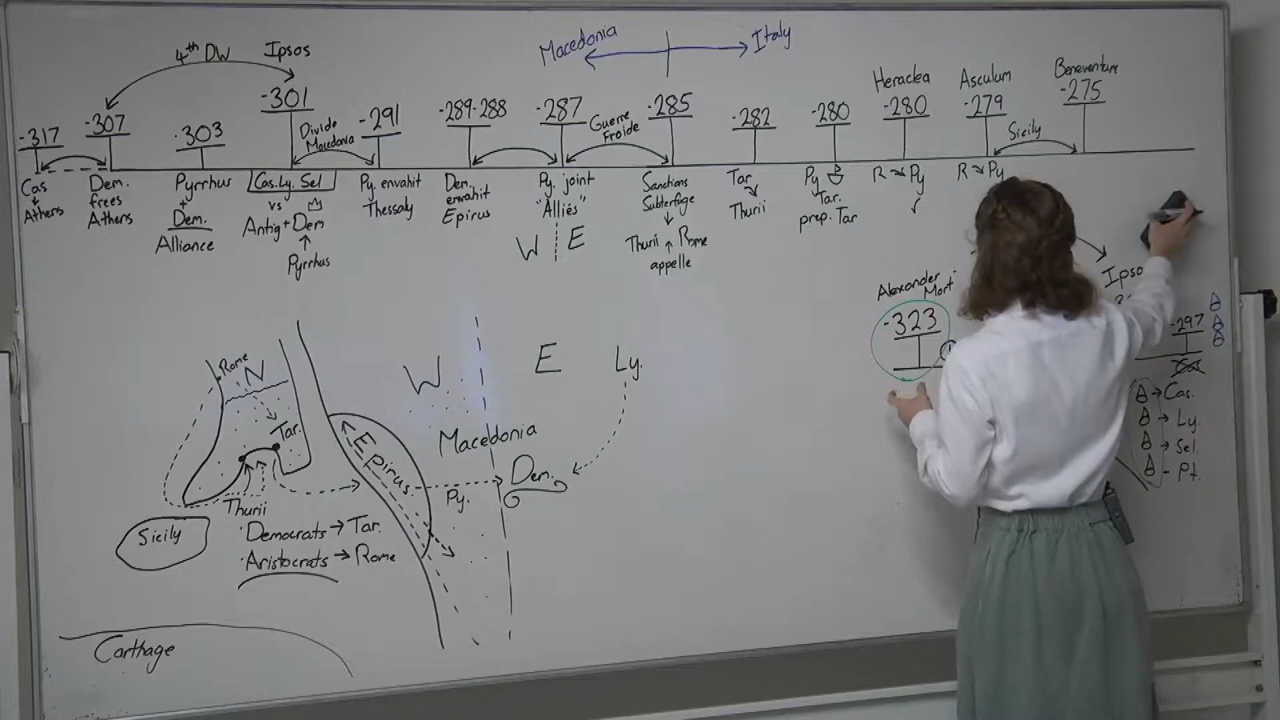 Macedonia
Italy
4th DW
Ipsos
-301
-317
-307
-303
Divide
Macedonia
-291
-289-288
-287
Guerre
Froide
-285
-282
-280
Heraclea
-280
Asculum
-279
Sicily
Beneventum
-275
Cas
Athens
Dem.
frees
Athens
Pyrrhus
+
Dem.
Alliance
Cas. Ly. Sel
vs
Antig + Dem
Pyrrhus
Py. envahit
Thessaly
Dem.
envahit
Epirus
Py. joint
"Alliés"
W E
Sanctions
Subterfuge
Thurii Rome
appelle
Tar
Thurii
Py
Tar.
prep. Tar
R Py
R Py
Alexander
Mort
-323
Ipso
-297
Cas
Cas.
Ly.
Sel.
Pt.
Rome
N
Tar.
Thurii
Sicily
Democrats → Tar.
Aristocrats → Rome
Carthage
Epirus
W
E
Ly.
Macedonia
Dem.
Py.